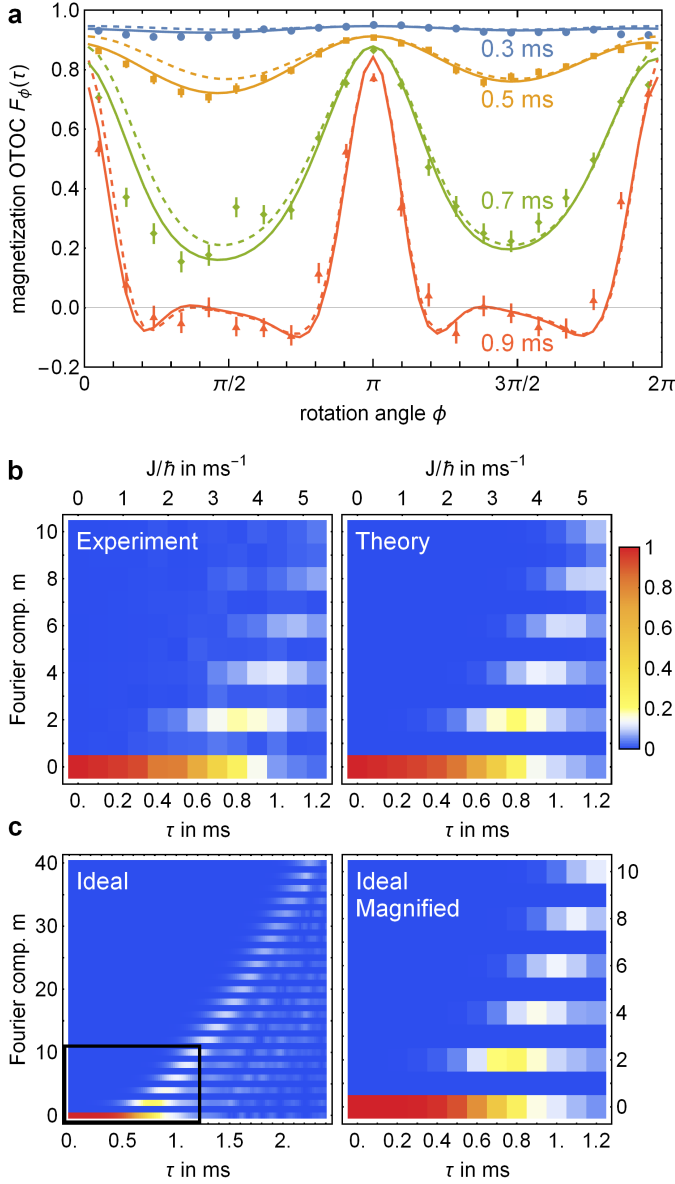 a
magnetization OTOC Fϕ(τ)
1.0
0.8
0.6
0.4
0.2
0.0
−0.2
0.3 ms
0.5 ms
0.7 ms
0.9 ms
0 π/2 π 3π/2 2π
rotation angle ϕ
b
J/ħ in ms⁻¹ J/ħ in ms⁻¹
0 1 2 3 4 5 0 1 2 3 4 5
Experiment Theory
Fourier comp. m
10
8
6
4
2
0
1
0.8
0.6
0.4
0.2
0
0. 0.2 0.4 0.6 0.8 1. 1.2 0. 0.2 0.4 0.6 0.8 1. 1.2
τ in ms τ in ms
c
Ideal Ideal
Magnified
Fourier comp. m
40
30
20
10
0
10
8
6
4
2
0
0. 0.5 1. 1.5 2. 0. 0.2 0.4 0.6 0.8 1. 1.2
τ in ms τ in ms